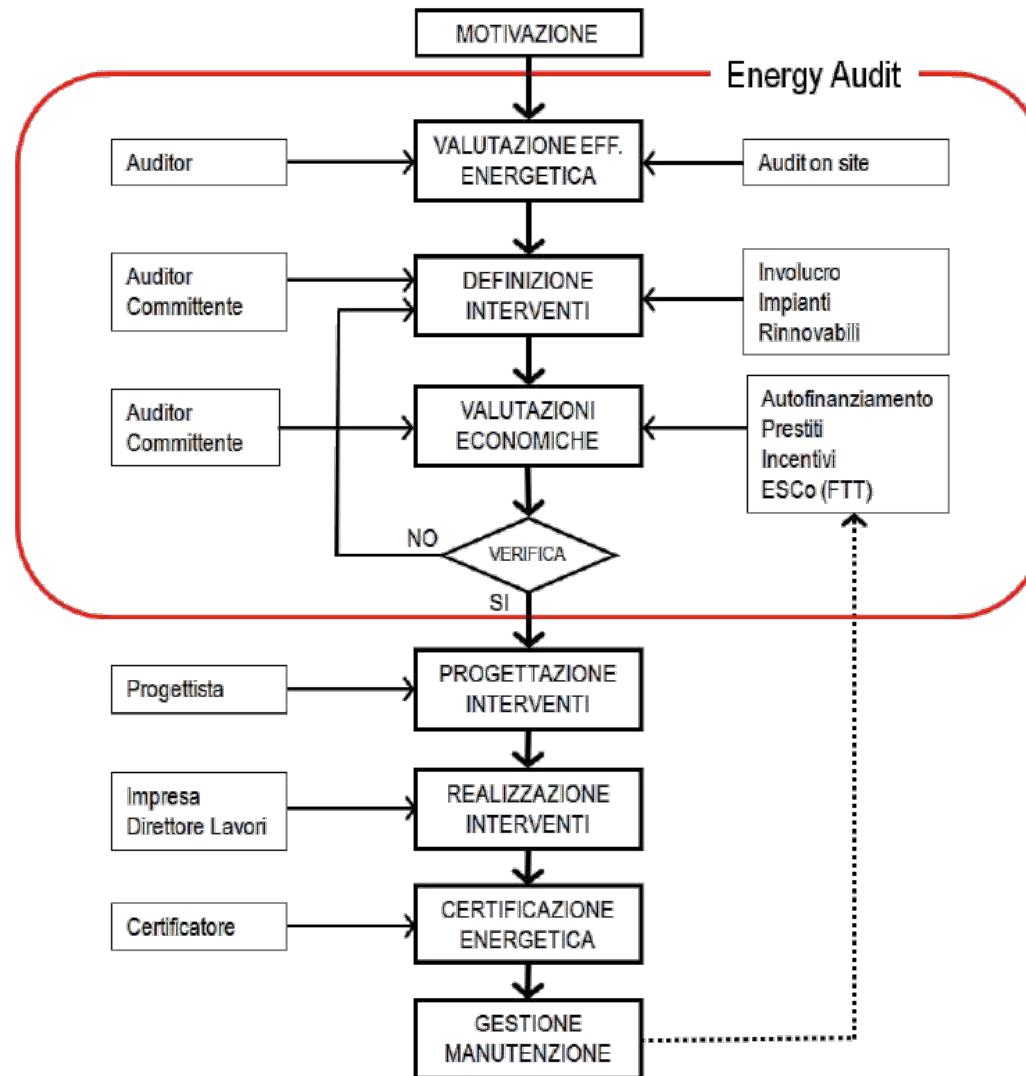 MOTIVAZIONE
Energy Audit
Auditor
VALUTAZIONE EFF.
ENERGETICA
Audit on site
Auditor
Committente
DEFINIZIONE
INTERVENTI
Involucro
Impianti
Rinnovabili
Auditor
Committente
VALUTAZIONI
ECONOMICHE
Autofinanziamento
Prestiti
Incentivi
ESCo (FTT)
NO
VERIFICA
SI
Progettista
PROGETTAZIONE
INTERVENTI
Impresa
Direttore Lavori
REALIZZAZIONE
INTERVENTI
Certificatore
CERTIFICAZIONE
ENERGETICA
GESTIONE
MANUTENZIONE